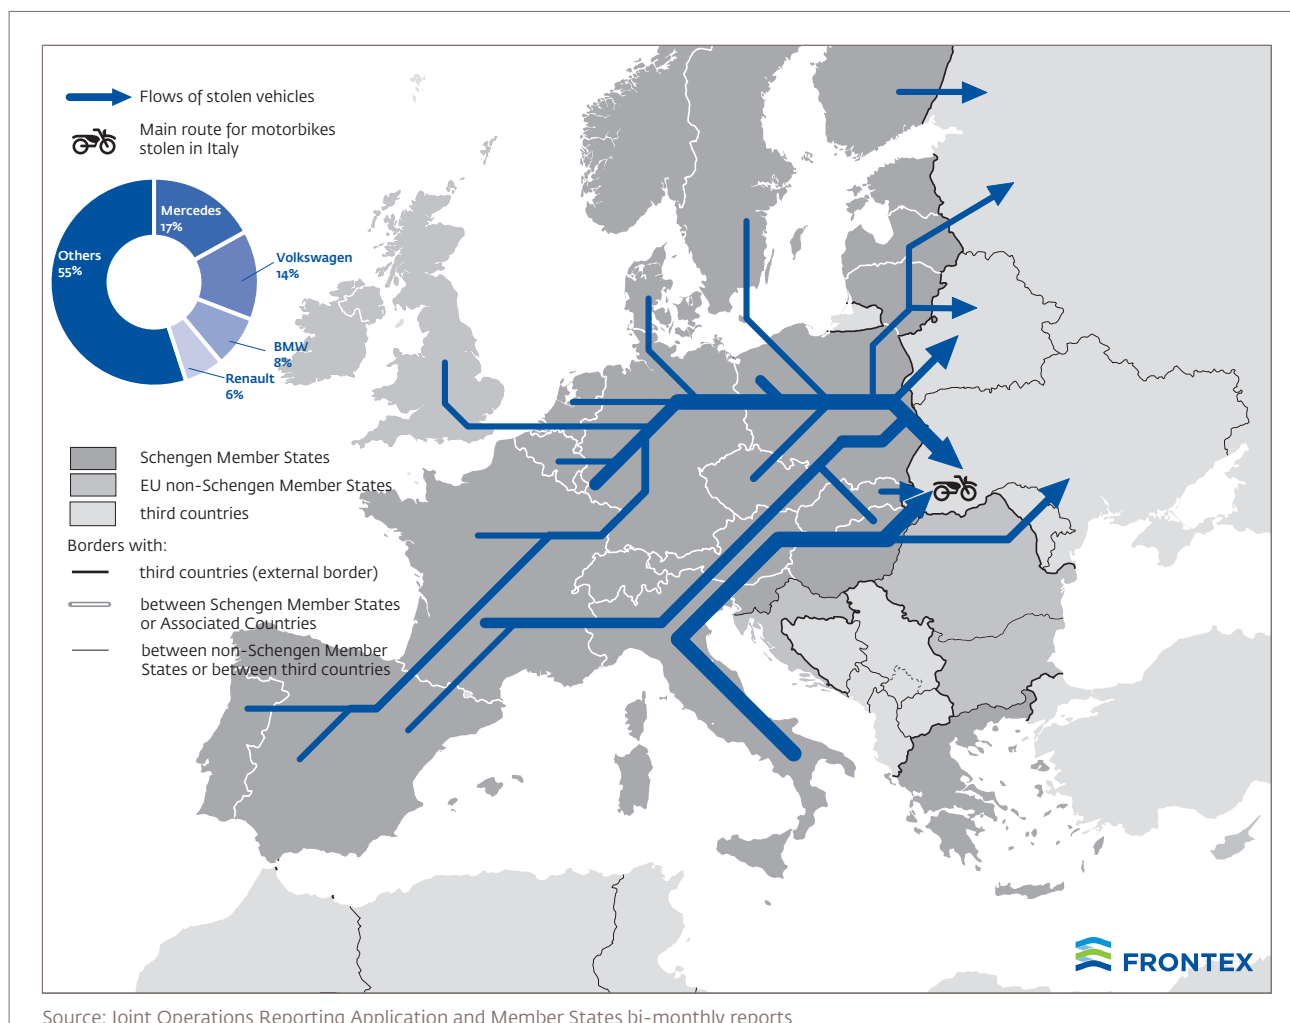 Flows of stolen vehicles
Main route for motorbikes
stolen in Italy
Mercedes
17%
Others
55%
Volkswagen
14%
BMW
8%
Renault
6%
Schengen Member States
EU non-Schengen Member States
third countries
Borders with:
third countries (external border)
between Schengen Member States
or Associated Countries
between non-Schengen Member
States or between third countries
FRONTEX
Source: Joint Operations Reporting Application and Member States bi-monthly reports